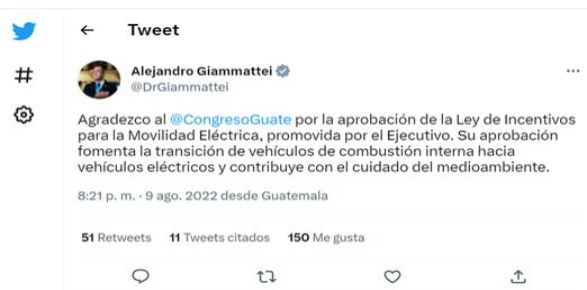 Tweet
Alejandro Giammattei
@DrGiammattei
Agradezco al @CongresoGuate por la aprobación de la Ley de Incentivos
para la Movilidad Eléctrica, promovida por el Ejecutivo. Su aprobación
fomenta la transición de vehículos de combustión interna hacia
vehículos eléctricos y contribuye con el cuidado del medioambiente.
8:21 p. m. · 9 ago. 2022 desde Guatemala
51 Retweets 11 Tweets citados 150 Me gusta